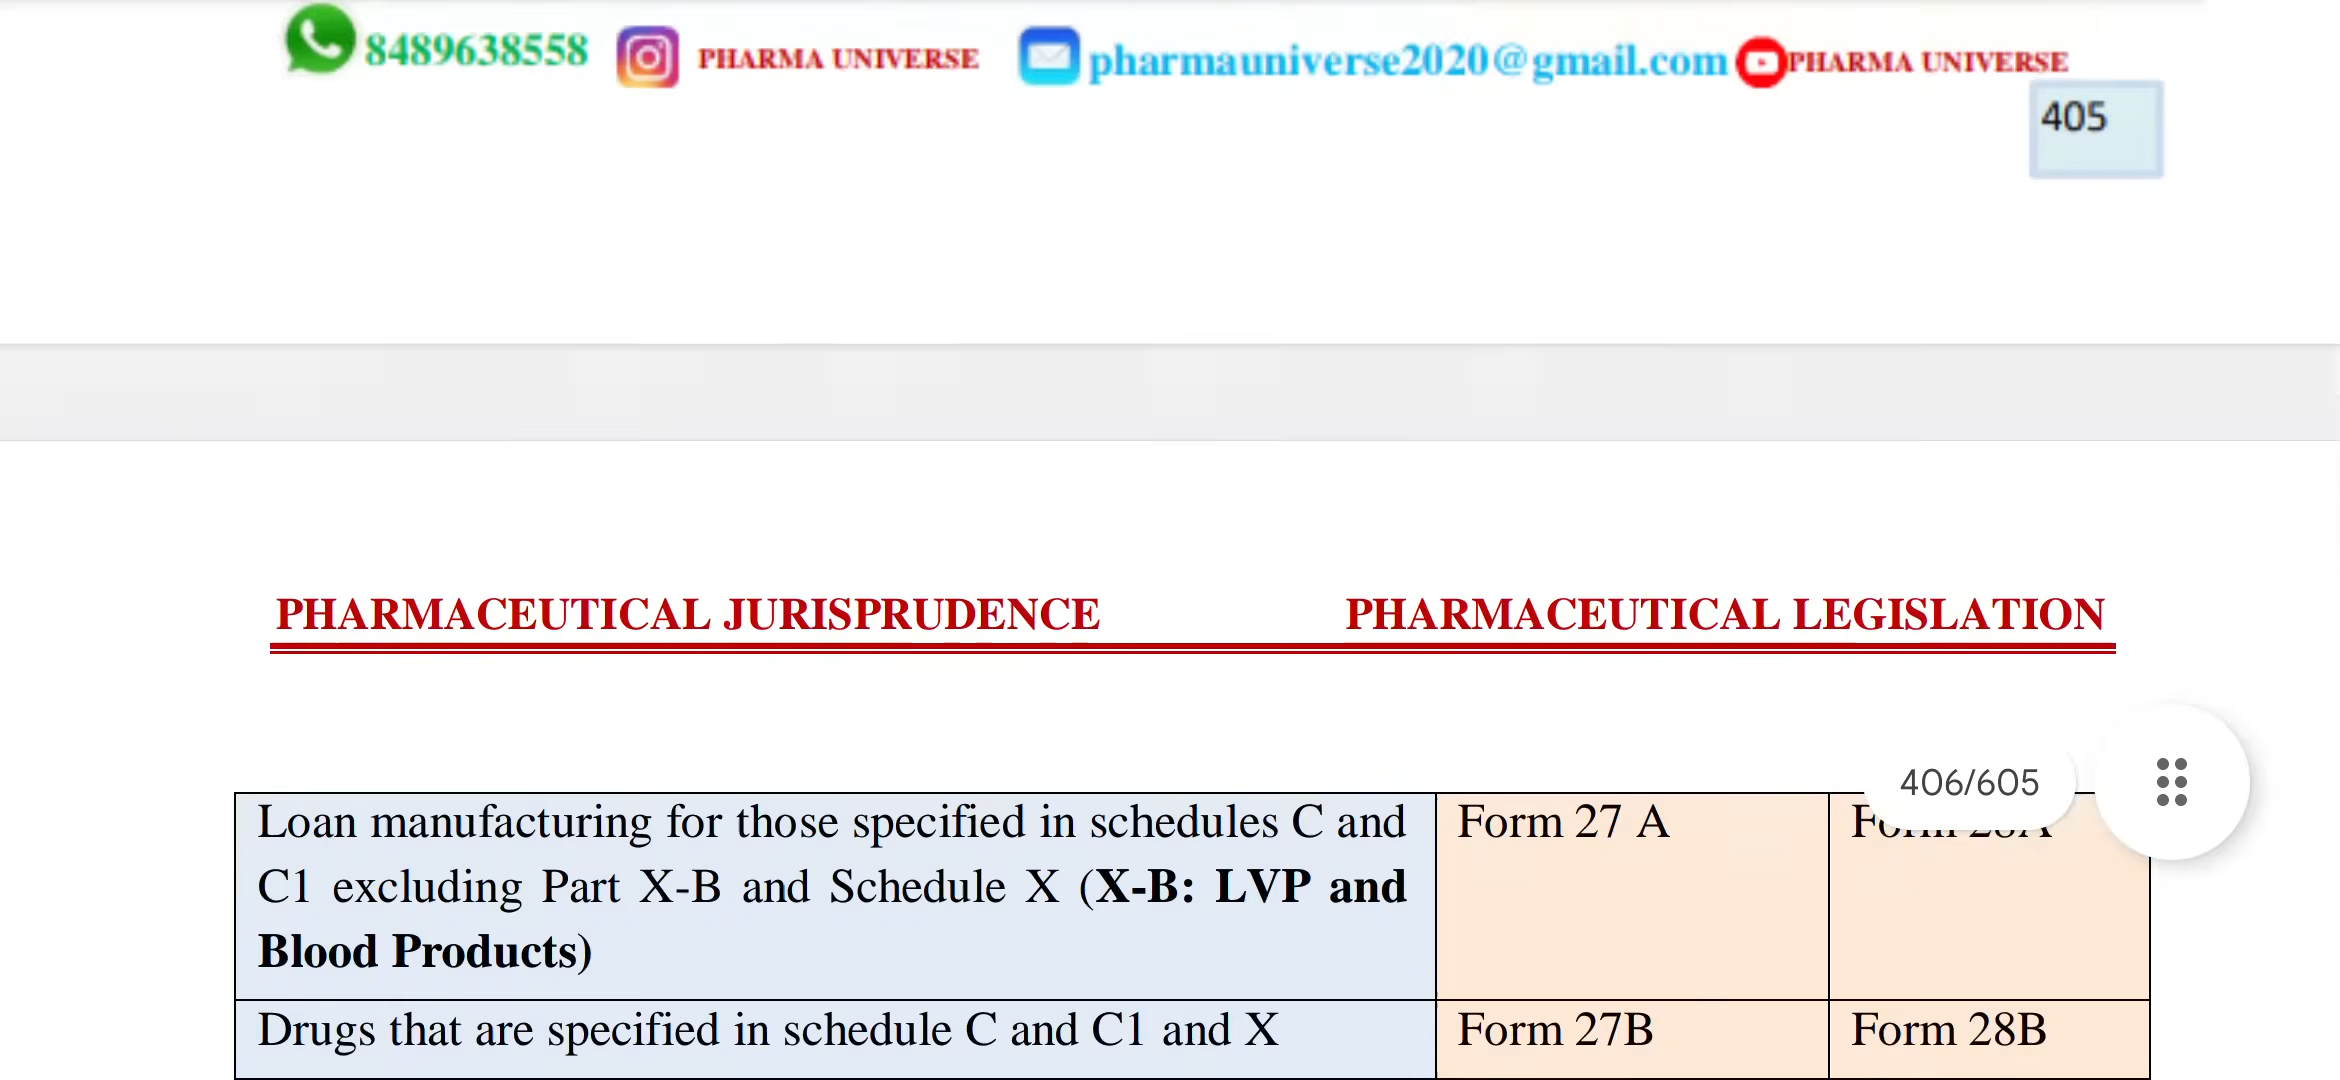 8489638558 PHARMA UNIVERSE pharmauniverse2020@gmail.com PHARMA UNIVERSE
405
PHARMACEUTICAL JURISPRUDENCE PHARMACEUTICAL LEGISLATION
406/605
Loan manufacturing for those specified in schedules C and Form 27 A
C1 excluding Part X-B and Schedule X (X-B: LVP and
Blood Products)
Drugs that are specified in schedule C and C1 and X Form 27B Form 28B